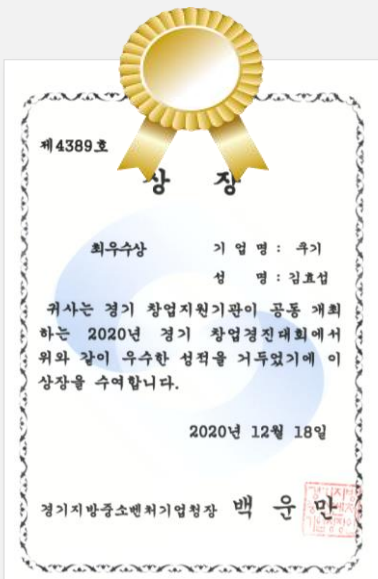 제4389호
상 장
최우수상 기 업 명 : 쿠기
성 명 : 김효섭
귀사는 경기 창업지원기관이 공동 개최
하는 2020년 경기 창업경진대회에서
위와 같이 우수한 성적을 거두었기에 이
상장을 수여합니다.
2020년 12월 18일
경기지방중소벤처기업청장 백 운 만